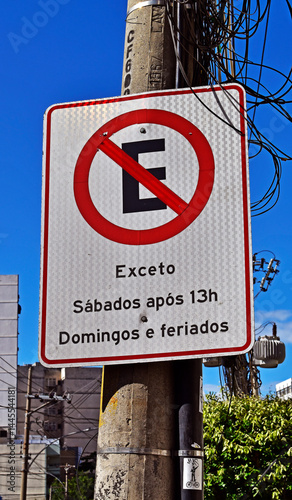 E
Exceto
Sábados após 13h
Domingos e feriados